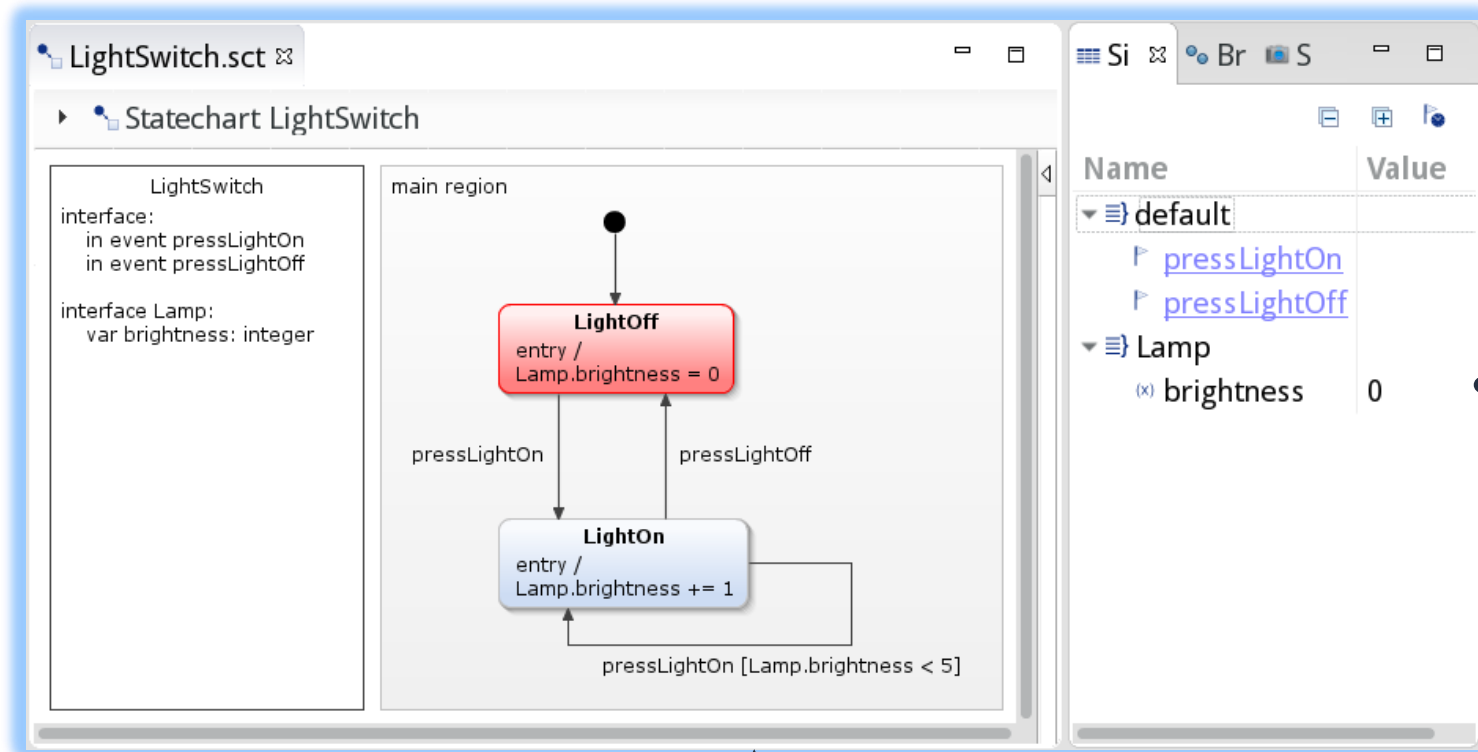 LightSwitch.sct
Statechart LightSwitch
LightSwitch
interface:
in event pressLightOn
in event pressLightOff
interface Lamp:
var brightness: integer
main region
LightOff
entry /
Lamp.brightness = 0
pressLightOn
pressLightOff
LightOn
entry /
Lamp.brightness += 1
pressLightOn [Lamp.brightness < 5]
Si Br S
Name Value
default
pressLightOn
pressLightOff
Lamp
(x) brightness 0